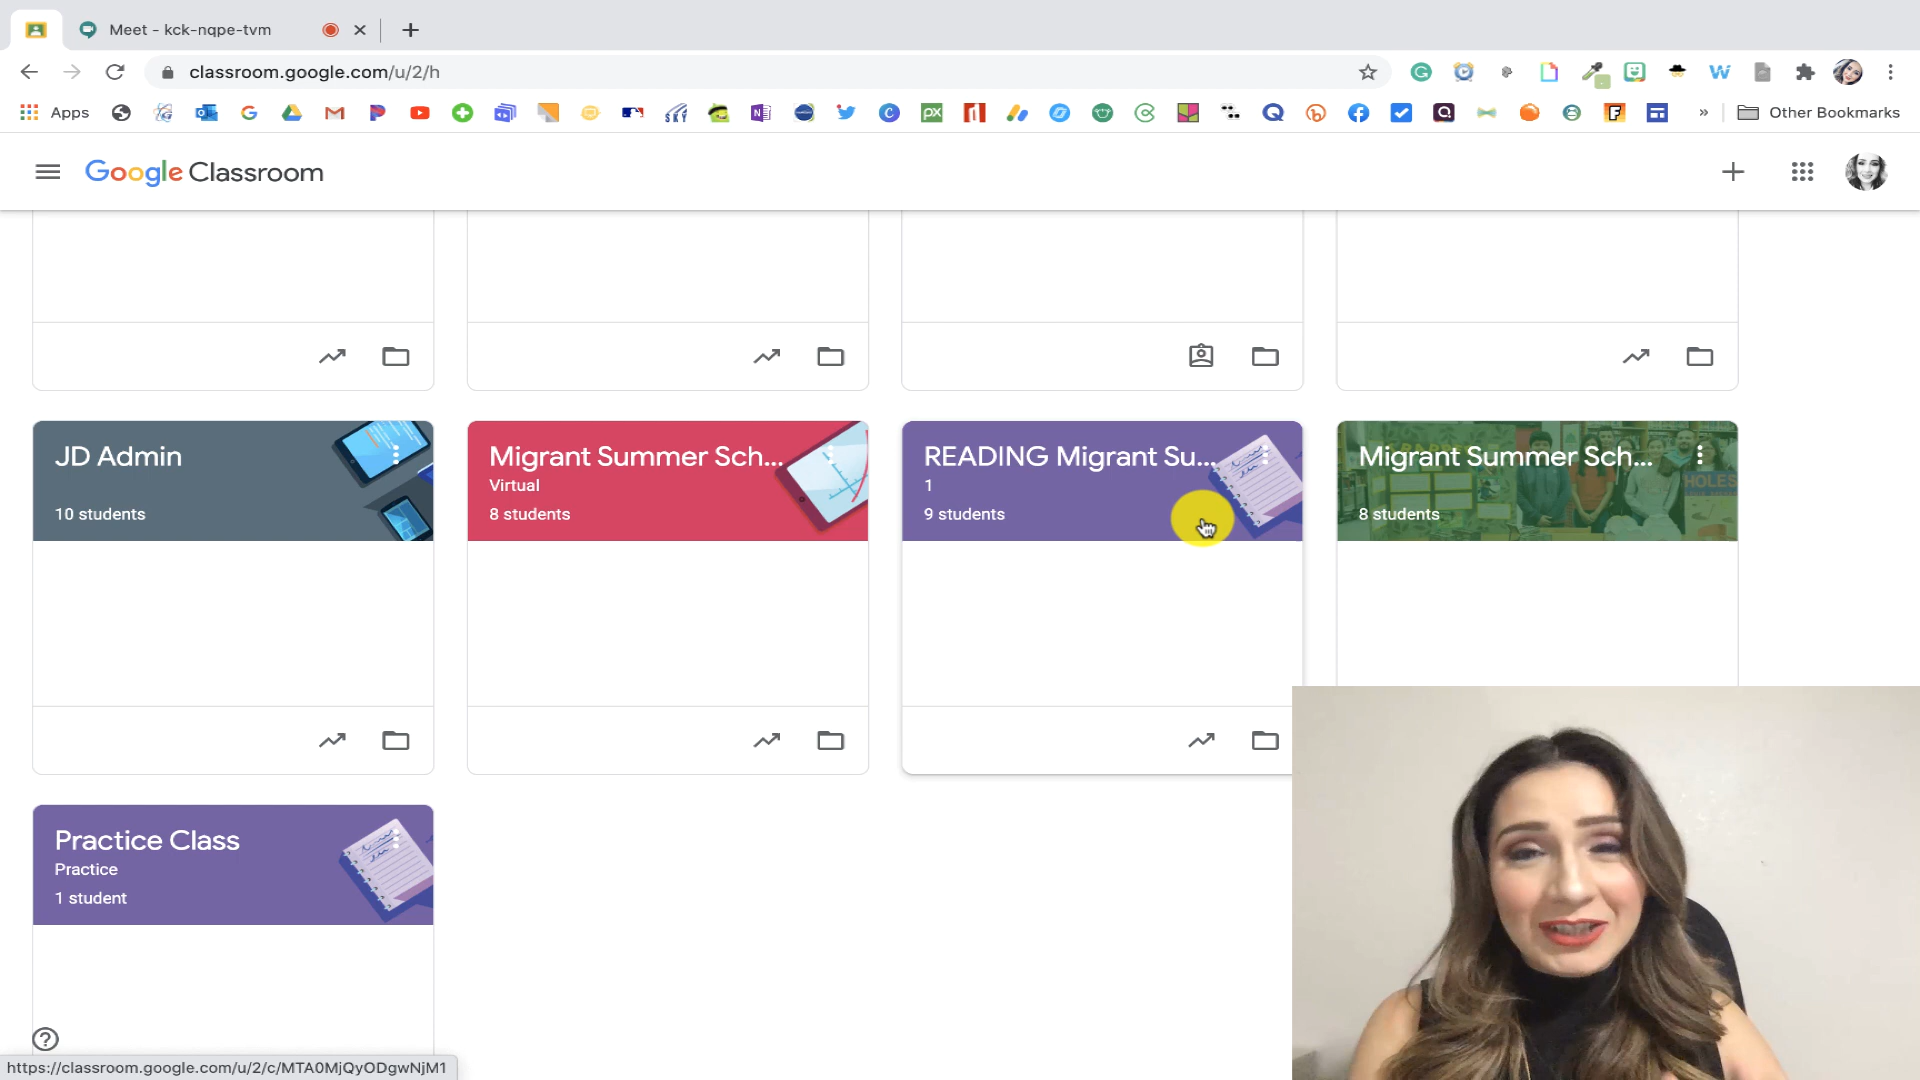 Meet - kck-nqpe-tvm
classroom.google.com/u/2/h
Apps
Other Bookmarks
Google Classroom
JD Admin
10 students
Migrant Summer Sch...
Virtual
8 students
READING Migrant Su...
1
9 students
Migrant Summer Sch...
8 students
Practice Class
Practice
1 student
https://classroom.google.com/u/2/c/MTA0MjQyODgwNjM1